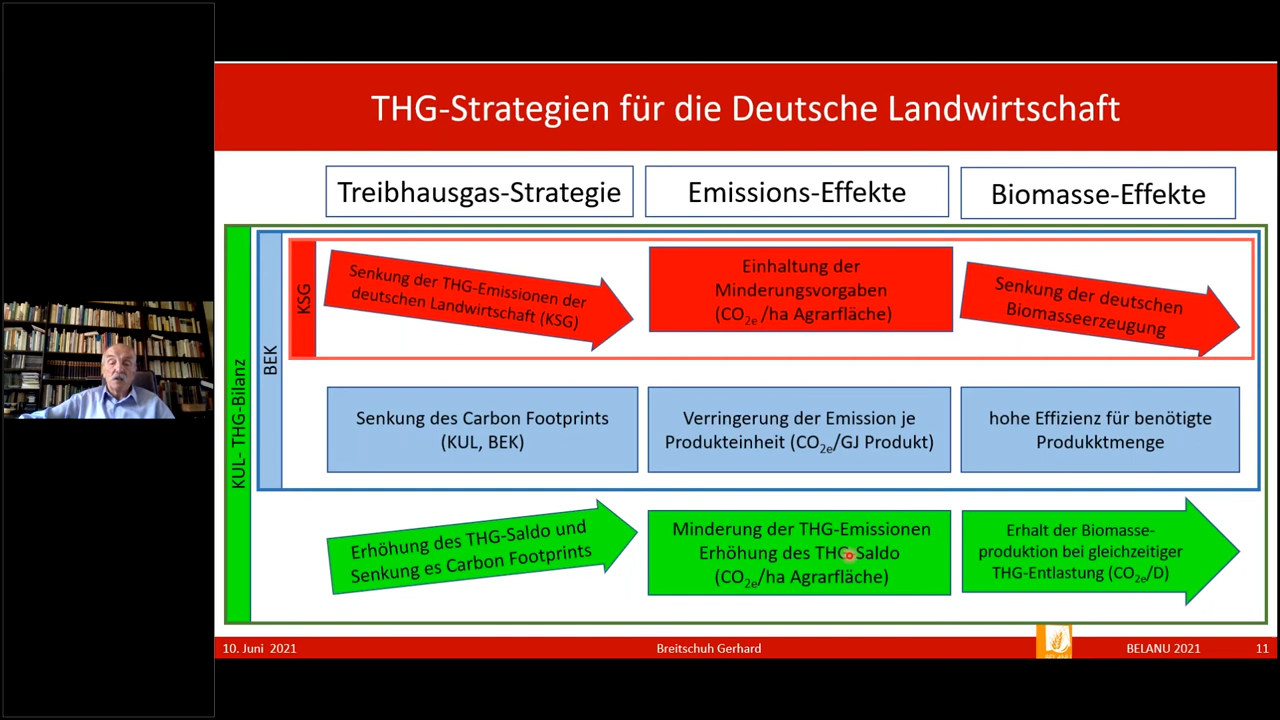 THG-Strategien für die Deutsche Landwirtschaft
Treibhausgas-Strategie
Emissions-Effekte
Biomasse-Effekte
KUL- THG-Bilanz
BEK
KSG
Senkung der THG-Emissionen der
deutschen Landwirtschaft (KSG)
Einhaltung der
Minderungsvorgaben
(CO2e /ha Agrarfläche)
Senkung der deutschen
Biomasseerzeugung
Senkung des Carbon Footprints
(KUL, BEK)
Verringerung der Emission je
Produkteinheit (CO2e/GJ Produkt)
hohe Effizienz für benötigte
Produkktmenge
Erhöhung des THG-Saldo und
Senkung es Carbon Footprints
Minderung der THG-Emissionen
Erhöhung des THG-Saldo
(CO2e/ha Agrarfläche)
Erhalt der Biomasse-
produktion bei gleichzeitiger
THG-Entlastung (CO2e/D)
10. Juni 2021
Breitschuh Gerhard
BELANU 2021
11